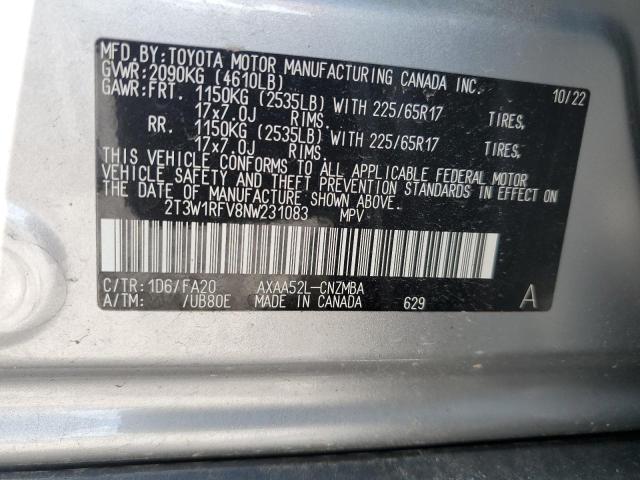 MFD.BY:TOYOTA MOTOR MANUFACTURING CANADA INC.
GVWR:2090KG (4610LB) 10/22
GAWR:FRT. 1150KG (2535LB) WITH 225/65R17 TIRES,
17x7.0J RIMS.
RR. 1150KG (2535LB) WITH 225/65R17 TIRES,
17x7.0J RIMS.
THIS VEHICLE CONFORMS TO ALL APPLICABLE FEDERAL MOTOR
VEHICLE SAFETY AND THEFT PREVENTION STANDARDS IN EFFECT ON
THE DATE OF MANUFACTURE SHOWN ABOVE.
2T3W1RFV8NW231083 MPV
C/TR: 1D6/FA20 AXAA52L-CNZMBA
A/TM: /UB80E MADE IN CANADA 629 A